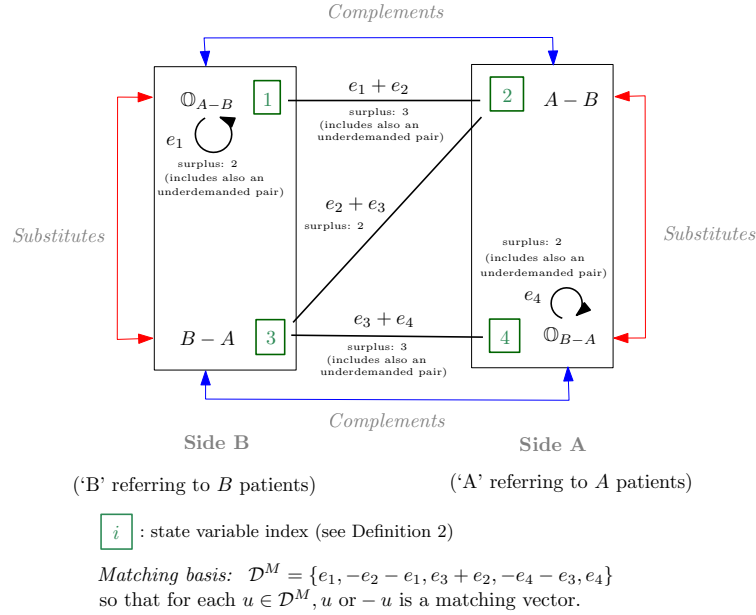 Complements
𝕆_{A−B} 1 e_1 + e_2 2 A − B
surplus: 3
(includes also an
underdemanded pair)
e_1
surplus: 2
(includes also an
underdemanded pair)
e_2 + e_3
surplus: 2
Substitutes
Substitutes
surplus: 2
(includes also an
underdemanded pair)
e_4
B − A 3 e_3 + e_4 4 𝕆_{B−A}
surplus: 3
(includes also an
underdemanded pair)
Complements
Side B Side A
(‘B’ referring to B patients) (‘A’ referring to A patients)
i : state variable index (see Definition 2)
Matching basis: 𝒟^M = {e_1, −e_2 − e_1, e_3 + e_2, −e_4 − e_3, e_4}
so that for each u ∈ 𝒟^M, u or − u is a matching vector.